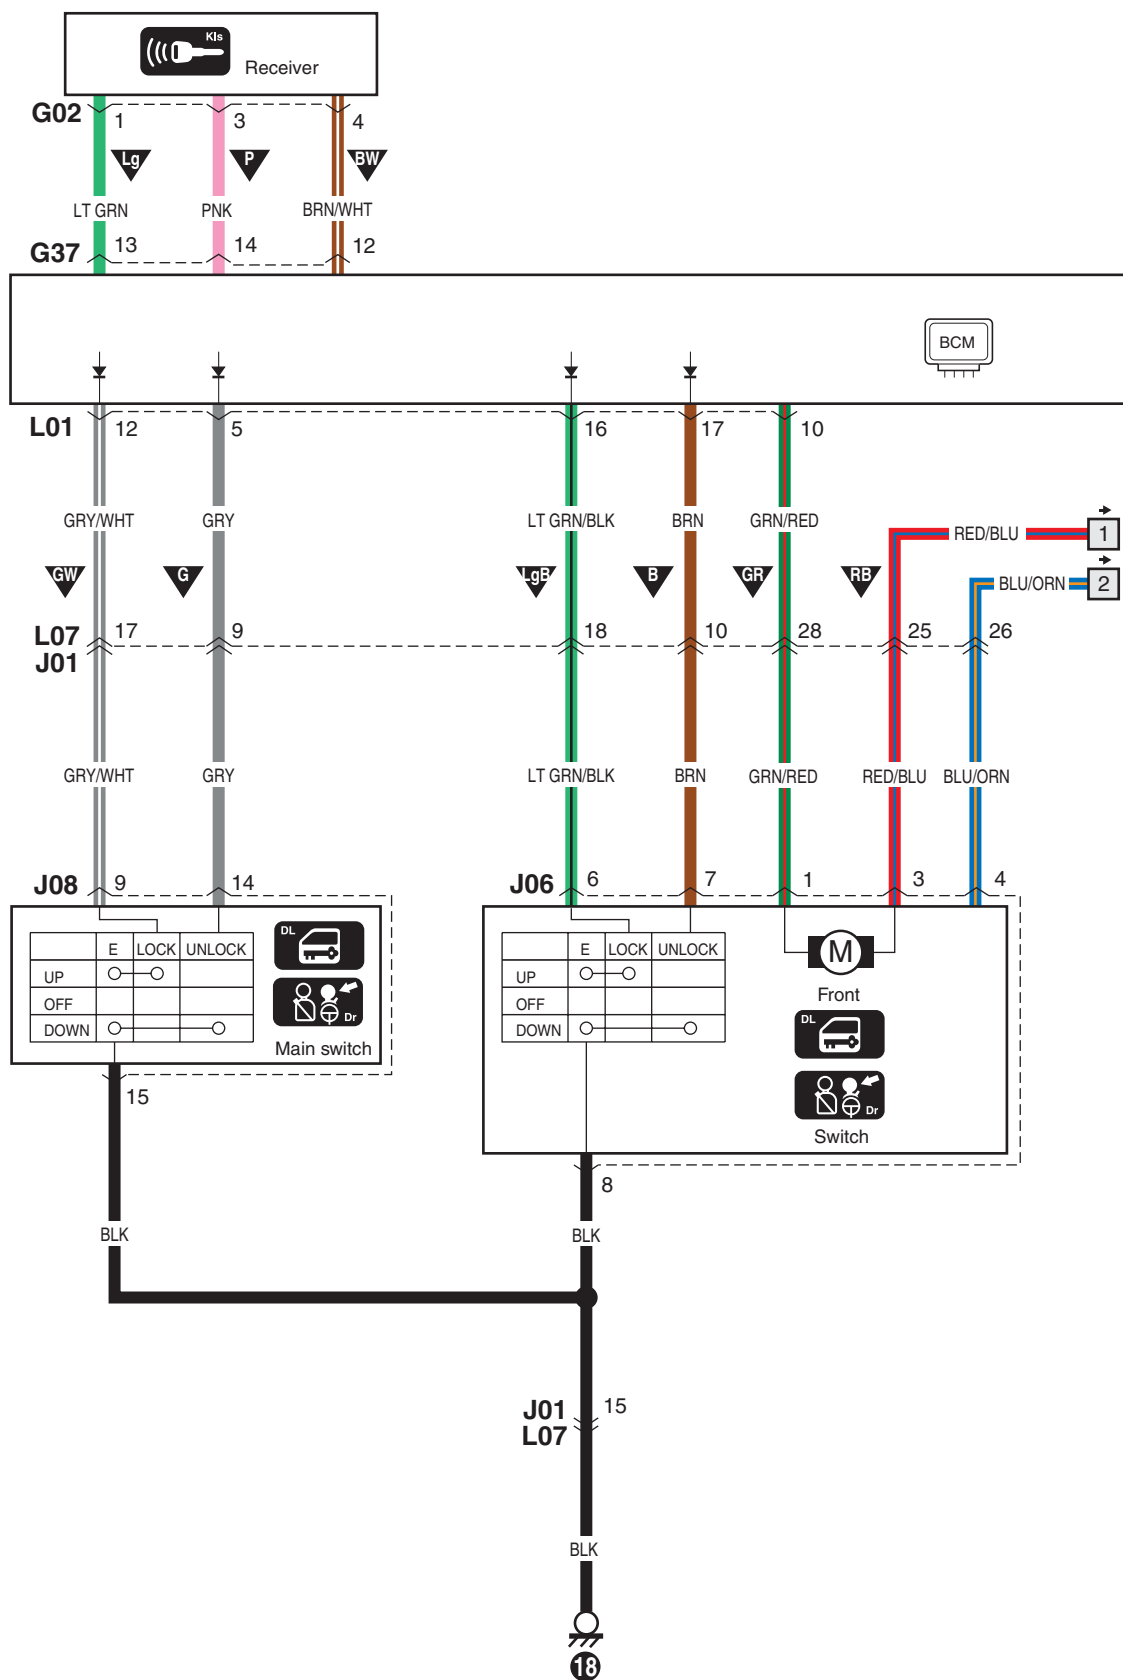 Kls
Receiver
G02 1 3 4
Lg P BW
LT GRN PNK BRN/WHT
G37 13 14 12
BCM
L01 12 5 16 17 10
GRY/WHT GRY LT GRN/BLK BRN GRN/RED
RED/BLU 1
BLU/ORN 2
GW G LgB B GR RB
L07 17 9 18 10 28 25 26
J01
GRY/WHT GRY LT GRN/BLK BRN GRN/RED RED/BLU BLU/ORN
J08 9 14 J06 6 7 1 3 4
E LOCK UNLOCK
UP
OFF
DOWN
DL
Dr
Main switch
15
E LOCK UNLOCK
UP
OFF
DOWN
M
Front
DL
Dr
Switch
8
BLK BLK
J01 15
L07
BLK
18